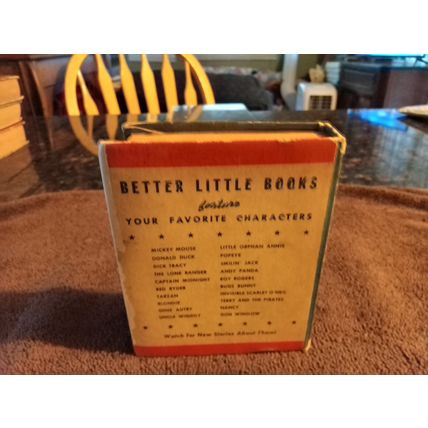 BETTER LITTLE BOOKS
feature
YOUR FAVORITE CHARACTERS
MICKEY MOUSE
DONALD DUCK
DICK TRACY
THE LONE RANGER
CAPTAIN MIDNIGHT
RED RYDER
TARZAN
BLONDIE
GENE AUTRY
UNCLE WIGGILY
LITTLE ORPHAN ANNIE
POPEYE
SMILIN' JACK
ANDY PANDA
ROY ROGERS
BUGS BUNNY
INVISIBLE SCARLET O'NEIL
TERRY AND THE PIRATES
NANCY
DON WINSLOW
Watch For New Stories About Them!